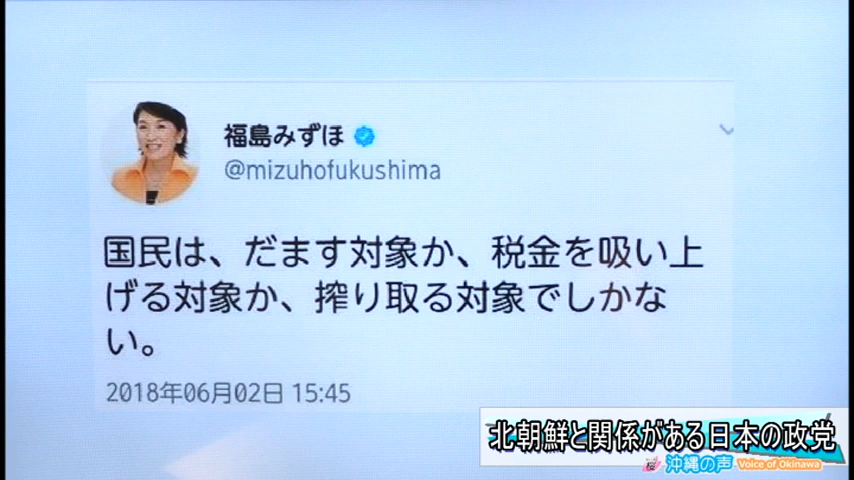 福島みずほ
@mizuhofukushima
国民は、だます対象か、税金を吸い上
げる対象か、搾り取る対象でしかな
い。
2018年06月02日 15:45
北朝鮮と関係がある日本の政党
沖縄の声 Voice of Okinawa